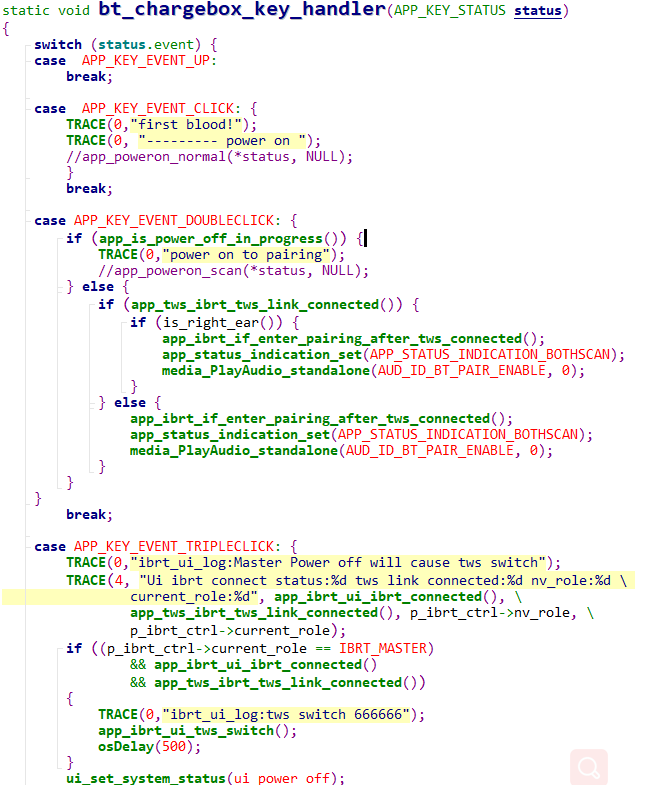 static void bt_chargebox_key_handler(APP_KEY_STATUS status)
{
    switch (status.event) {
    case  APP_KEY_EVENT_UP:
        break;

    case  APP_KEY_EVENT_CLICK: {
        TRACE(0,"first blood!");
        TRACE(0, "--------- power on ");
        //app_poweron_normal(*status, NULL);
        }
        break;

    case APP_KEY_EVENT_DOUBLECLICK: {
        if (app_is_power_off_in_progress()) {
            TRACE(0,"power on to pairing");
            //app_poweron_scan(*status, NULL);
        } else {
            if (app_tws_ibrt_tws_link_connected()) {
                if (is_right_ear()) {
                    app_ibrt_if_enter_pairing_after_tws_connected();
                    app_status_indication_set(APP_STATUS_INDICATION_BOTHSCAN);
                    media_PlayAudio_standalone(AUD_ID_BT_PAIR_ENABLE, 0);
                }
            } else {
                app_ibrt_if_enter_pairing_after_tws_connected();
                app_status_indication_set(APP_STATUS_INDICATION_BOTHSCAN);
                media_PlayAudio_standalone(AUD_ID_BT_PAIR_ENABLE, 0);
            }
        }
    }
        break;

    case APP_KEY_EVENT_TRIPLECLICK: {
        TRACE(0,"ibrt_ui_log:Master Power off will cause tws switch");
        TRACE(4, "Ui ibrt connect status:%d tws link connected:%d nv_role:%d \
                current_role:%d", app_ibrt_ui_ibrt_connected(), \
                app_tws_ibrt_tws_link_connected(), p_ibrt_ctrl->nv_role, \
                p_ibrt_ctrl->current_role);
        if ((p_ibrt_ctrl->current_role == IBRT_MASTER)
                && app_ibrt_ui_ibrt_connected()
                && app_tws_ibrt_tws_link_connected())
        {
            TRACE(0,"ibrt_ui_log:tws switch 666666");
            app_ibrt_ui_tws_switch();
            osDelay(500);
        }
        ui_set_system_status(ui_power_off);